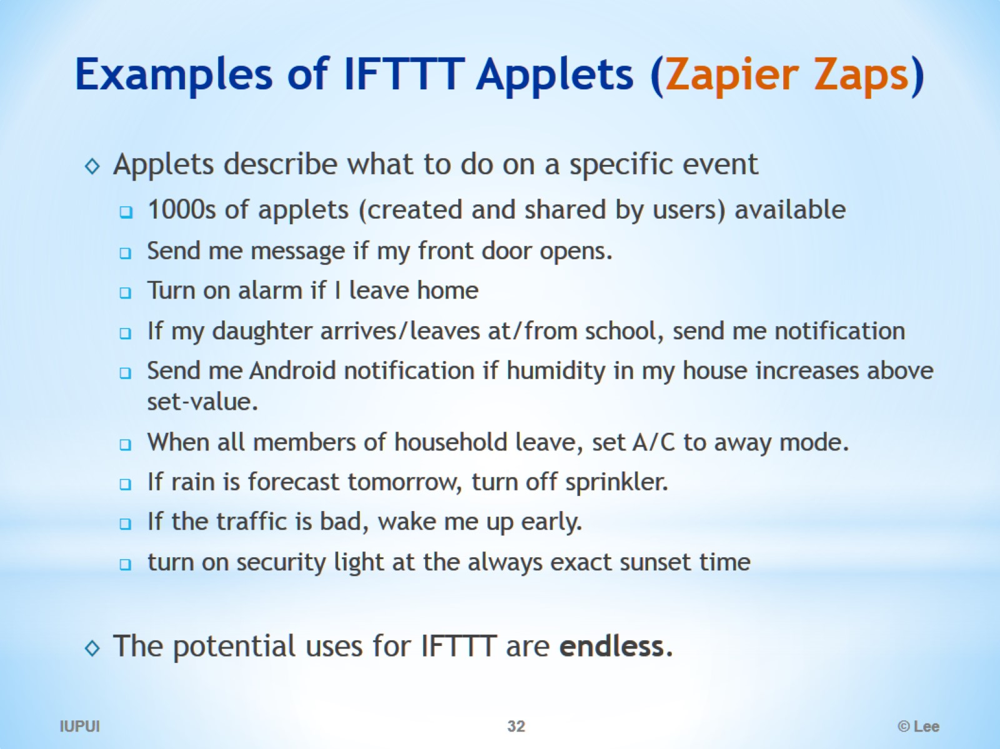 Examples of IFTTT Applets (Zapier Zaps)
Applets describe what to do on a specific event
1000s of applets (created and shared by users) available
Send me message if my front door opens.
Turn on alarm if I leave home
If my daughter arrives/leaves at/from school, send me notification
Send me Android notification if humidity in my house increases above
set-value.
When all members of household leave, set A/C to away mode.
If rain is forecast tomorrow, turn off sprinkler.
If the traffic is bad, wake me up early.
turn on security light at the always exact sunset time
The potential uses for IFTTT are endless.
IUPUI 32 © Lee